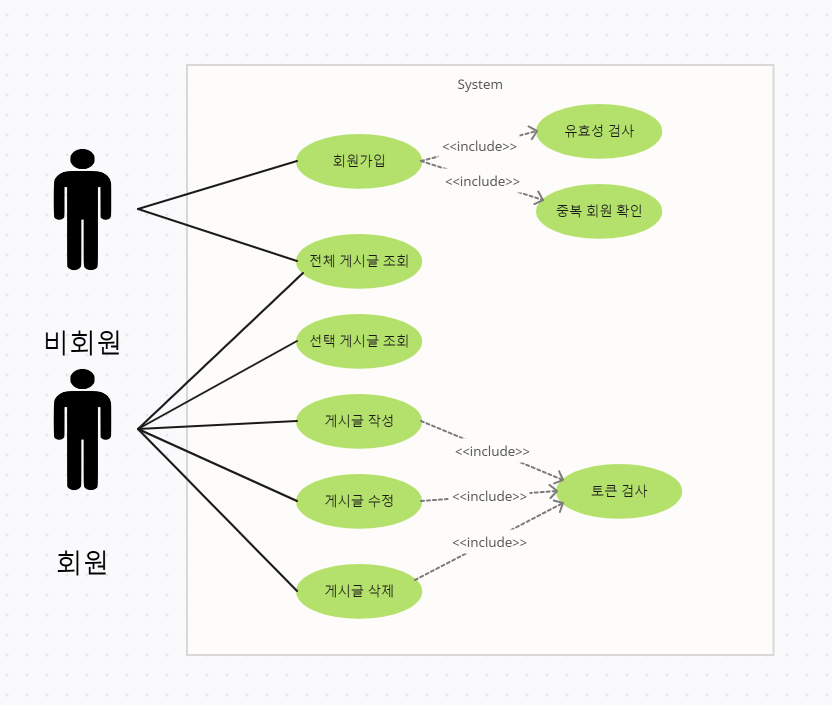 System
유효성 검사
<<include>>
회원가입
<<include>>
중복 회원 확인
전체 게시글 조회
비회원
선택 게시글 조회
게시글 작성
<<include>>
토큰 검사
<<include>>
게시글 수정
<<include>>
회원
게시글 삭제